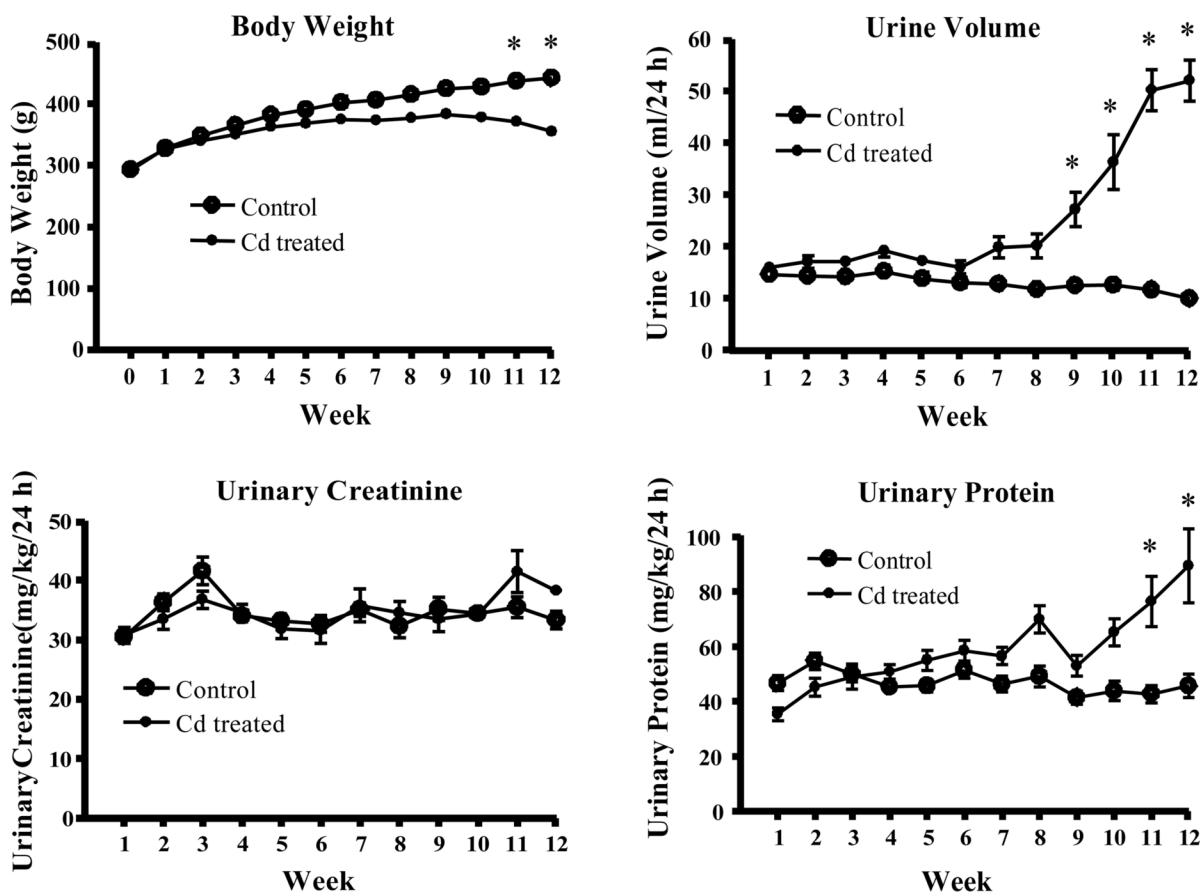 Body Weight
Body Weight (g)
500
400
300
200
100
0
* *
Control
Cd treated
0 1 2 3 4 5 6 7 8 9 10 11 12
Week
Urine Volume
Urine Volume (ml/24 h)
60
50
40
30
20
10
0
* * * *
Control
Cd treated
1 2 3 4 5 6 7 8 9 10 11 12
Week
Urinary Creatinine
UrinaryCreatinine(mg/kg/24 h)
50
40
30
20
10
0
Control
Cd treated
1 2 3 4 5 6 7 8 9 10 11 12
Week
Urinary Protein
Urinary Protein (mg/kg/24 h)
100
80
60
40
20
0
* *
Control
Cd treated
1 2 3 4 5 6 7 8 9 10 11 12
Week